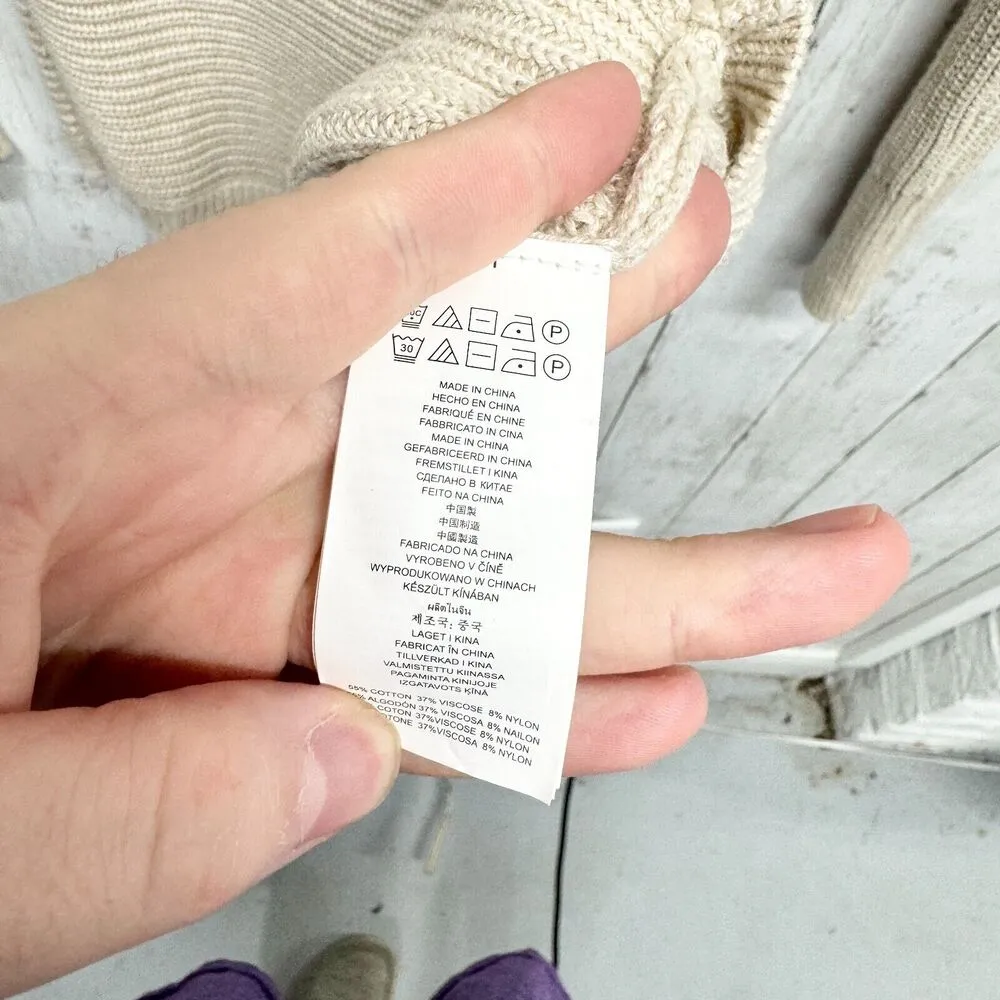 P
30 P
MADE IN CHINA
HECHO EN CHINA
FABRIQUÉ EN CHINE
FABBRICATO IN CINA
MADE IN CHINA
GEFABRICEERD IN CHINA
FREMSTILLET I KINA
СДЕЛАНО В КИТАЕ
FEITO NA CHINA
中国製
中国制造
中國製造
FABRICADO NA CHINA
VYROBENO V ČÍNĚ
WYPRODUKOWANO W CHINACH
KÉSZÜLT KÍNÁBAN
ผลิตในจีน
제조국: 중국
LAGET I KINA
FABRICAT ÎN CHINA
TILLVERKAD I KINA
VALMISTETTU KIINASSA
PAGAMINTA KINIJOJE
IZGATAVOTS ĶĪNĀ
55% COTTON 37% VISCOSE 8% NYLON
ALGODÓN 37% VISCOSA 8% NAILON
COTON 37%VISCOSE 8% NYLON
37%VISCOSA 8% NYLON